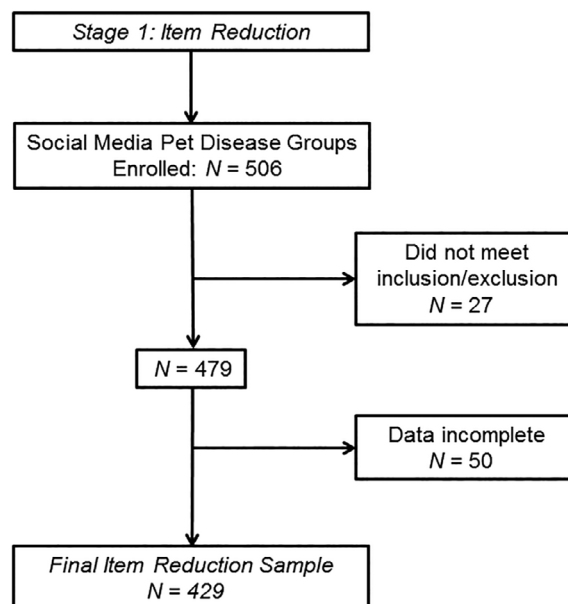 Stage 1: Item Reduction
Social Media Pet Disease Groups
Enrolled: N = 506
Did not meet
inclusion/exclusion
N = 27
N = 479
Data incomplete
N = 50
Final Item Reduction Sample
N = 429